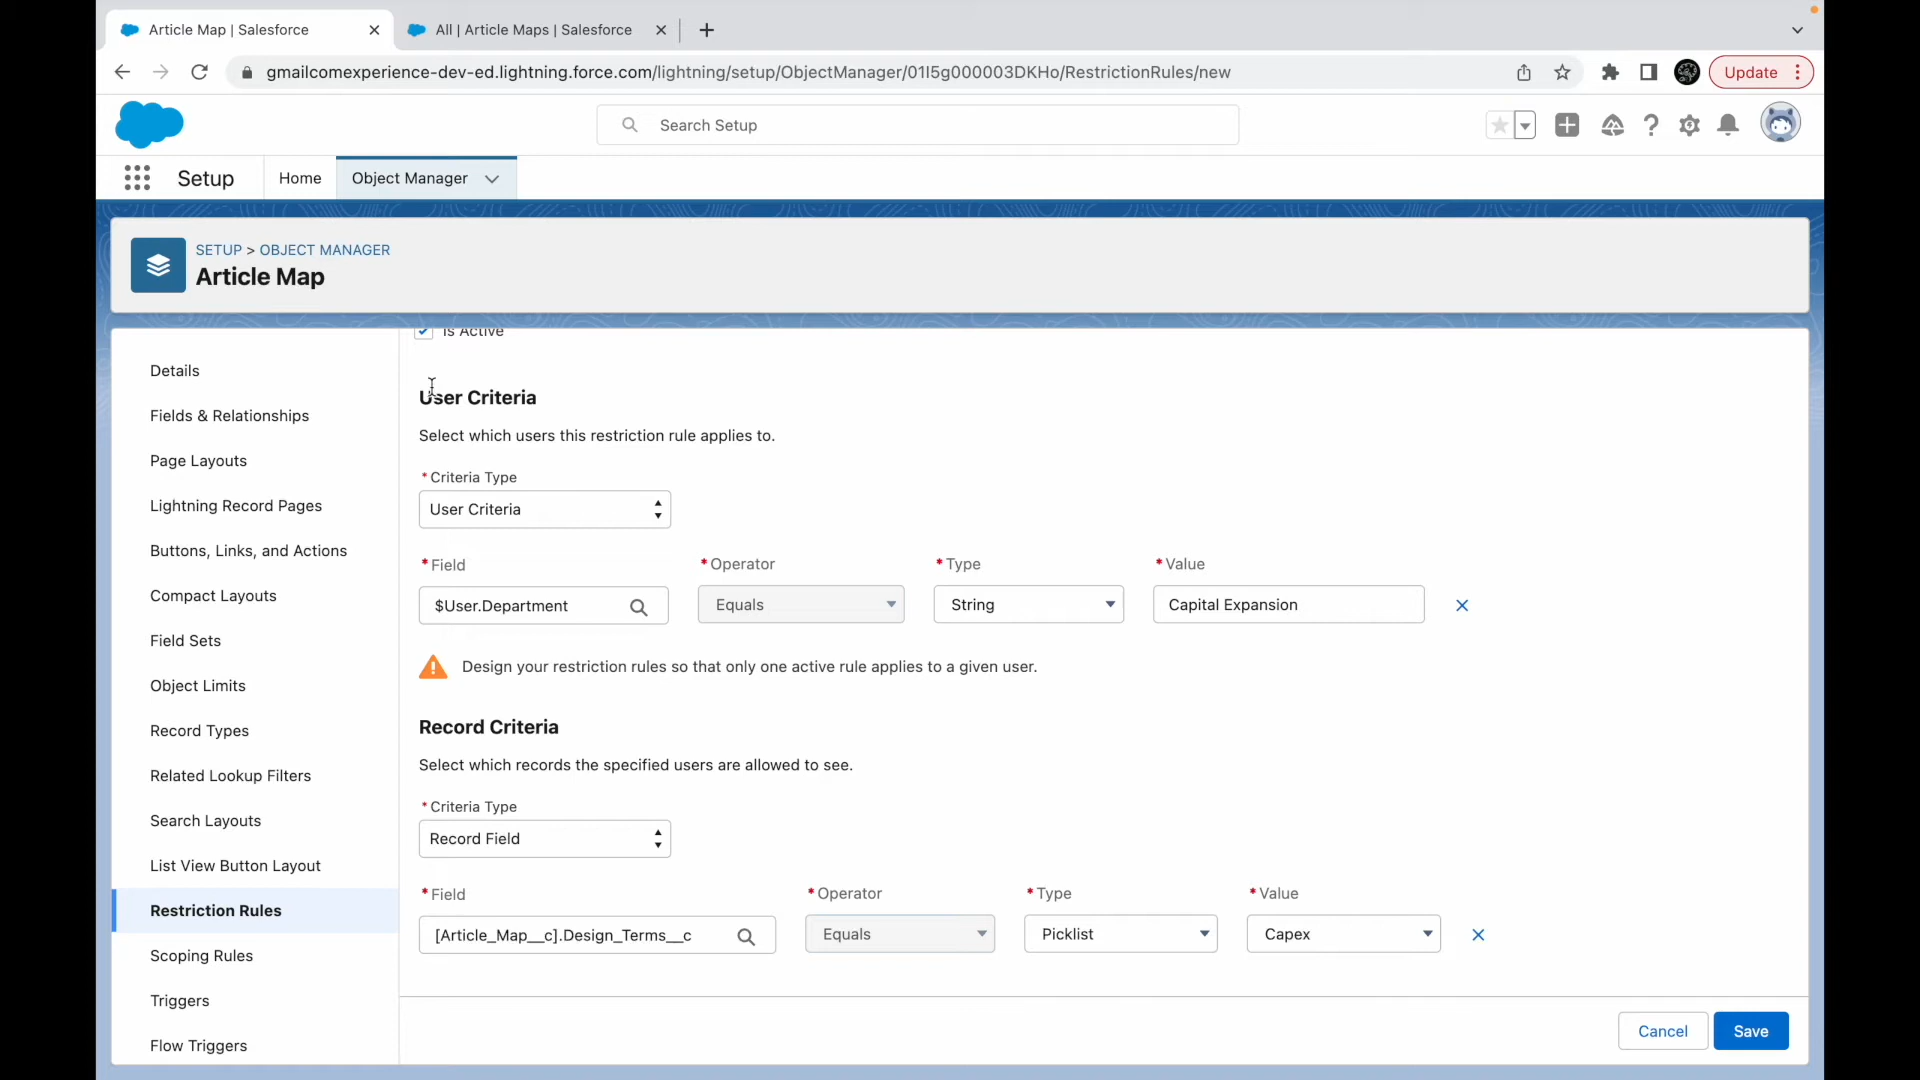 Article Map | Salesforce
All | Article Maps | Salesforce
gmailcomexperience-dev-ed.lightning.force.com/lightning/setup/ObjectManager/01I5g000003DKHo/RestrictionRules/new
Update
Search Setup
Setup
Home
Object Manager
SETUP > OBJECT MANAGER
Article Map
Details
Fields & Relationships
Page Layouts
Lightning Record Pages
Buttons, Links, and Actions
Compact Layouts
Field Sets
Object Limits
Record Types
Related Lookup Filters
Search Layouts
List View Button Layout
Restriction Rules
Scoping Rules
Triggers
Flow Triggers
Is Active
User Criteria
Select which users this restriction rule applies to.
* Criteria Type
User Criteria
* Field
* Operator
* Type
* Value
$User.Department
Equals
String
Capital Expansion
Design your restriction rules so that only one active rule applies to a given user.
Record Criteria
Select which records the specified users are allowed to see.
* Criteria Type
Record Field
* Field
* Operator
* Type
* Value
[Article_Map__c].Design_Terms__c
Equals
Picklist
Capex
Cancel
Save